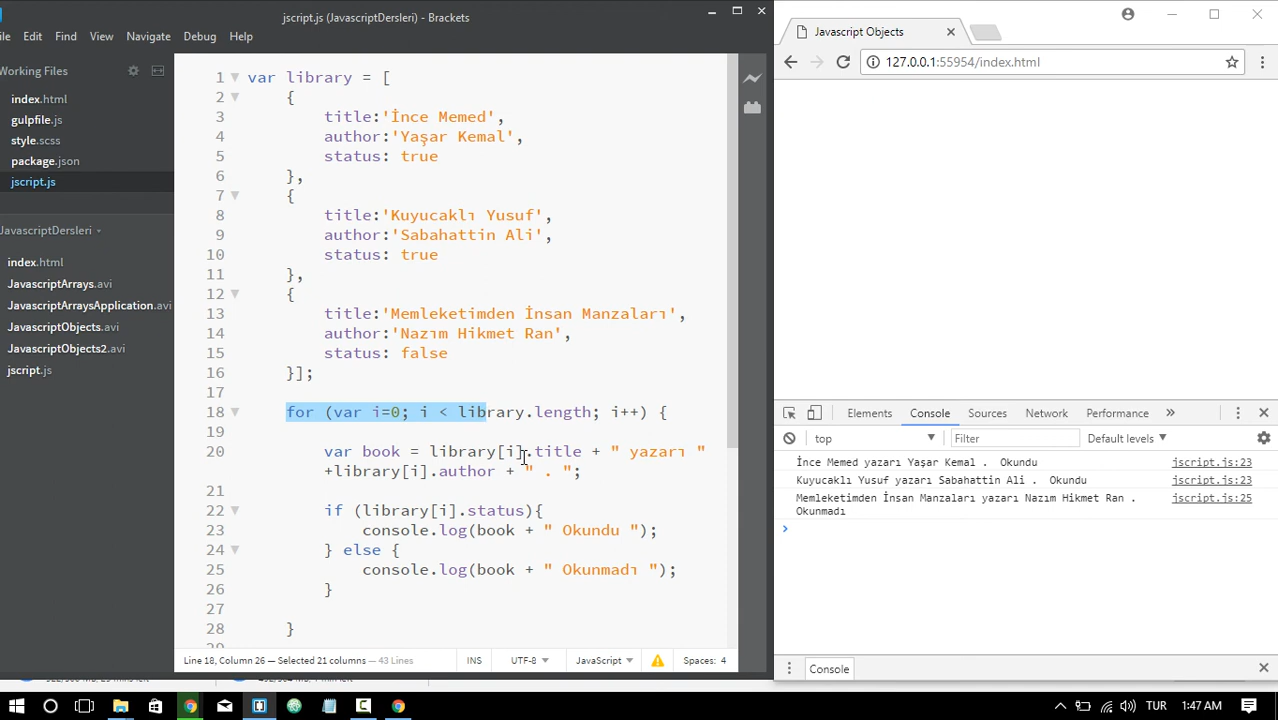 jscript.js (JavascriptDersleri) - Brackets
Edit Find View Navigate Debug Help
Working Files
index.html
gulpfile.js
style.scss
package.json
jscript.js
JavascriptDersleri
index.html
JavascriptArrays.avi
JavascriptArraysApplication.avi
JavascriptObjects.avi
JavascriptObjects2.avi
jscript.js
1 var library = [
2 {
3 title:'İnce Memed',
4 author:'Yaşar Kemal',
5 status: true
6 },
7 {
8 title:'Kuyucaklı Yusuf',
9 author:'Sabahattin Ali',
10 status: true
11 },
12 {
13 title:'Memleketimden İnsan Manzaları',
14 author:'Nazım Hikmet Ran',
15 status: false
16 }];
17
18 for (var i=0; i < library.length; i++) {
19
20 var book = library[i].title + " yazarı "
+library[i].author + " . ";
21
22 if (library[i].status){
23 console.log(book + " Okundu ");
24 } else {
25 console.log(book + " Okunmadı ");
26 }
27
28 }
Line 18, Column 26 — Selected 21 columns — 43 Lines INS UTF-8 JavaScript Spaces: 4
Javascript Objects
127.0.0.1:55954/index.html
Elements Console Sources Network Performance
top Filter Default levels
İnce Memed yazarı Yaşar Kemal . Okundu jscript.js:23
Kuyucaklı Yusuf yazarı Sabahattin Ali . Okundu jscript.js:23
Memleketimden İnsan Manzaları yazarı Nazım Hikmet Ran . jscript.js:25
Okunmadı
Console
TUR 1:47 AM